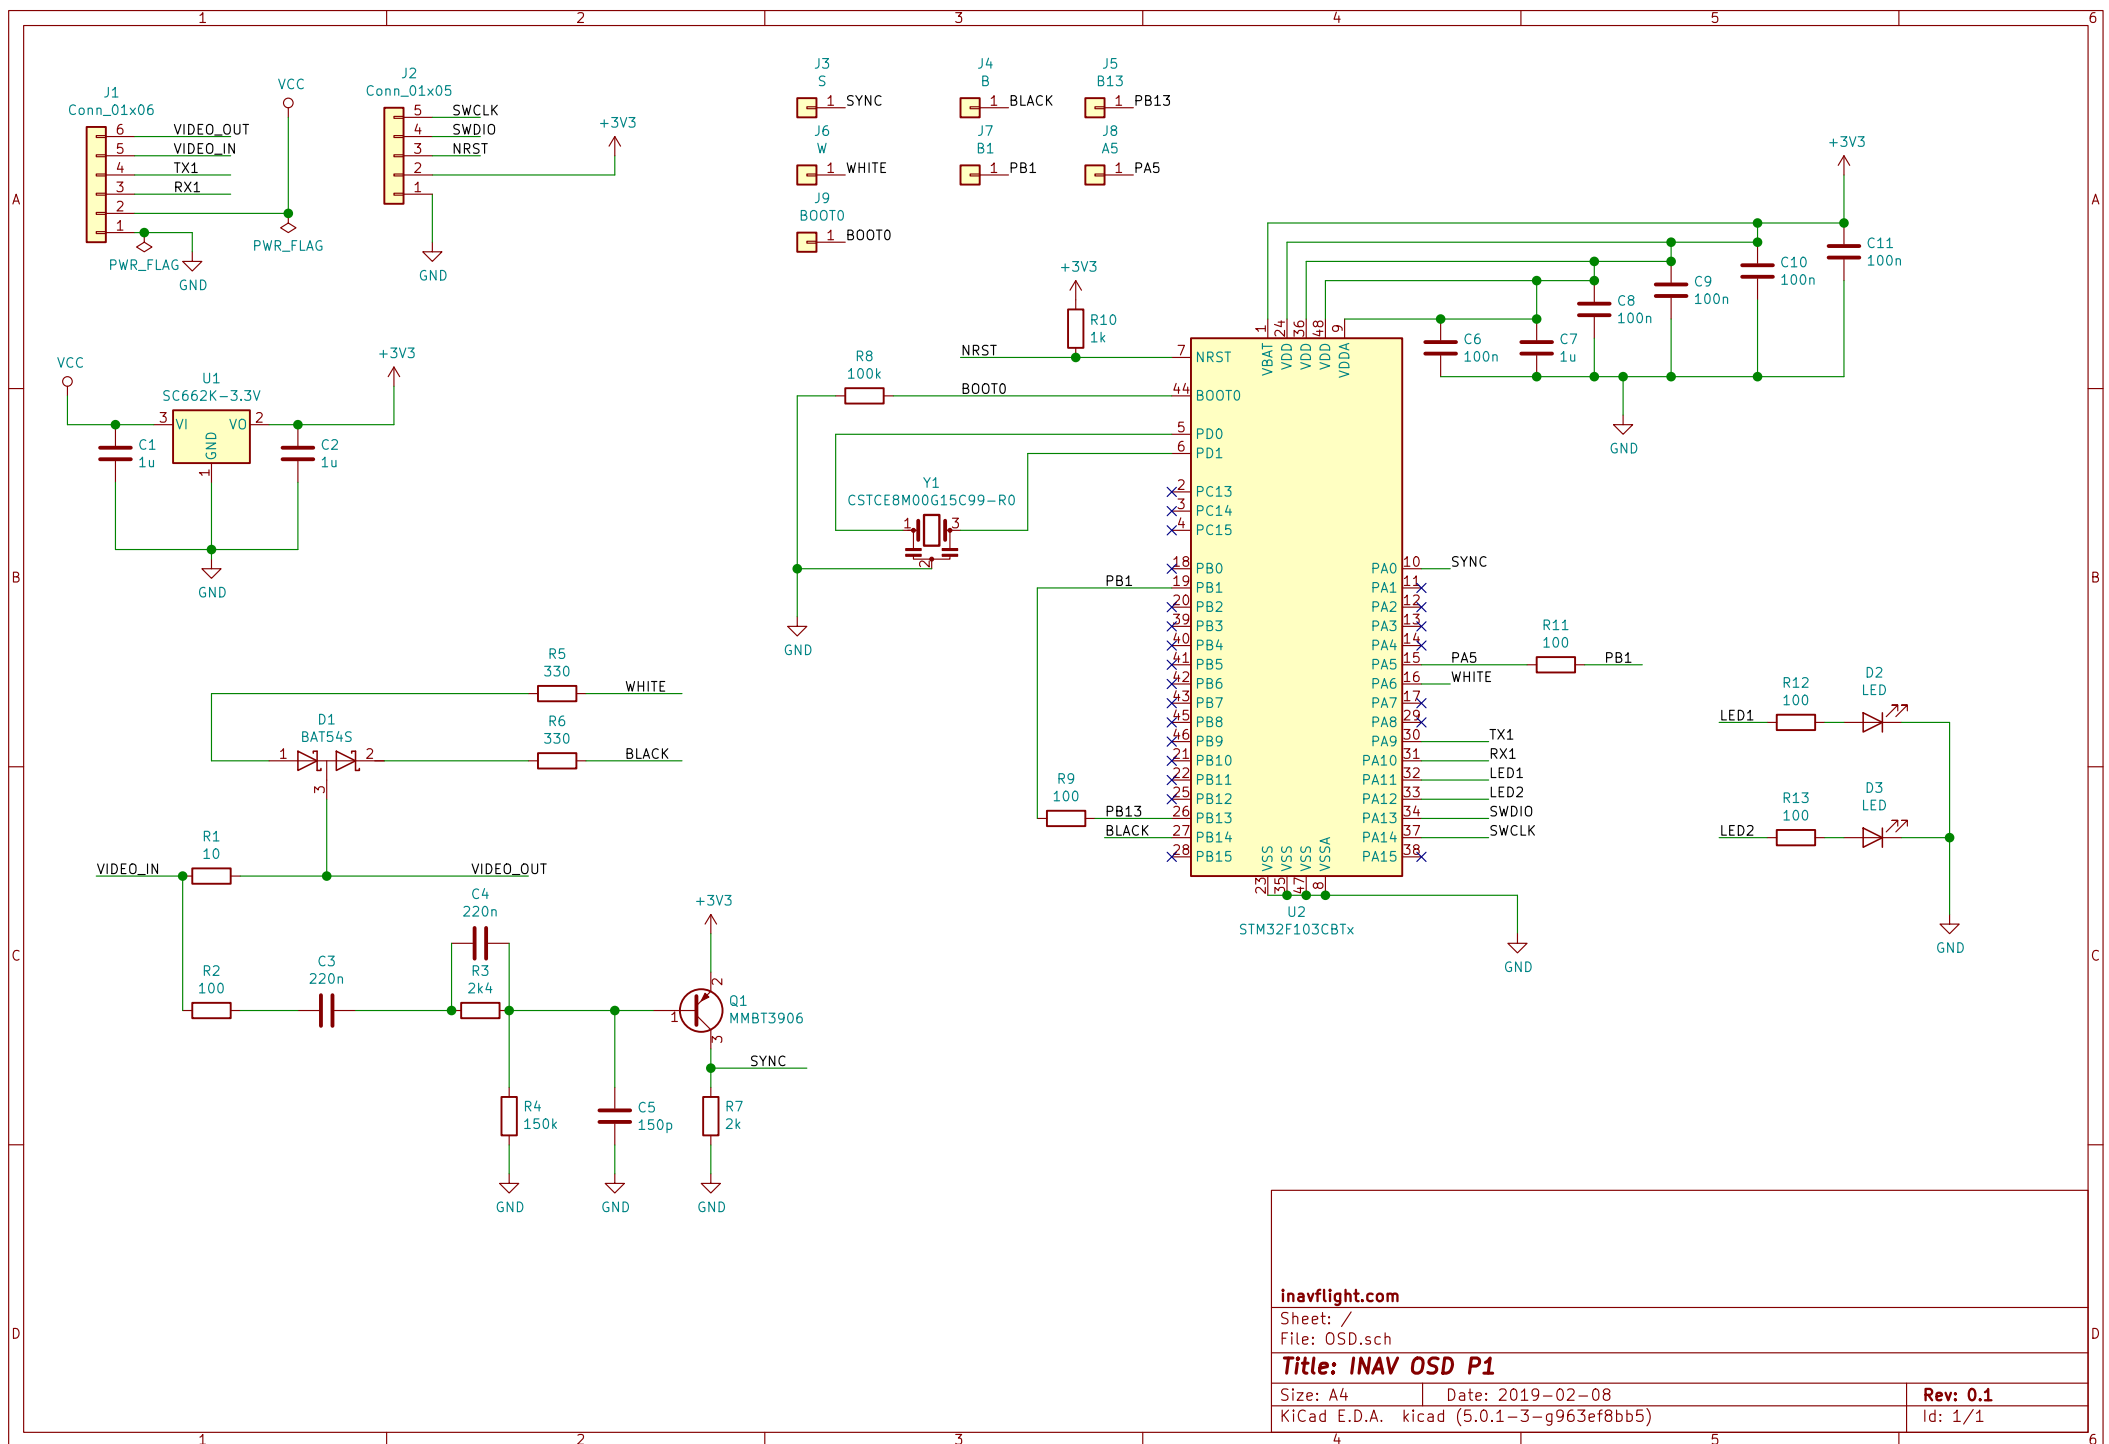 1 2 3 4 5 6
A
B
C
D
A
B
C
D
1 2 3 4 5 6
J1
Conn_01x06
6 VIDEO_OUT
5 VIDEO_IN
4 TX1
3 RX1
2
1
VCC
PWR_FLAG
PWR_FLAG
GND
J2
Conn_01x05
5 SWCLK
4 SWDIO
3 NRST
2
1
+3V3
GND
J3
S
1 SYNC
J4
B
1 BLACK
J5
B13
1 PB13
J6
W
1 WHITE
J7
B1
1 PB1
J8
A5
1 PA5
J9
BOOT0
1 BOOT0
VCC
U1
SC662K-3.3V
3 VI VO 2
GND
1
+3V3
C1
1u
C2
1u
GND
+3V3
R10
1k
NRST
R8
100k
BOOT0
Y1
CSTCE8M00G15C99-R0
1 3
2
GND
PB1
R9
100
PB13
BLACK
+3V3
C11
100n
C10
100n
C9
100n
C8
100n
C7
1u
C6
100n
GND
1 24 36 48 9
VBAT VDD VDD VDD VDDA
7 NRST
44 BOOT0
5 PD0
6 PD1
2 PC13
3 PC14
4 PC15
18 PB0
19 PB1
20 PB2
39 PB3
40 PB4
41 PB5
42 PB6
43 PB7
45 PB8
46 PB9
21 PB10
22 PB11
25 PB12
26 PB13
27 PB14
28 PB15
PA0 10 SYNC
PA1 11
PA2 12
PA3 13
PA4 14
PA5 15 PA5
PA6 16 WHITE
PA7 17
PA8 29
PA9 30 TX1
PA10 31 RX1
PA11 32 LED1
PA12 33 LED2
PA13 34 SWDIO
PA14 37 SWCLK
PA15 38
VSS VSS VSS VSSA
23 35 47 8
U2
STM32F103CBTx
GND
R11
100
PB1
LED1
R12
100
D2
LED
LED2
R13
100
D3
LED
GND
R5
330
WHITE
D1
BAT54S
1 2
3
R6
330
BLACK
R1
10
VIDEO_IN
VIDEO_OUT
R2
100
C3
220n
C4
220n
R3
2k4
+3V3
2
1
3
Q1
MMBT3906
SYNC
R4
150k
C5
150p
R7
2k
GND
GND
GND
inavflight.com
Sheet: /
File: OSD.sch
Title: INAV OSD P1
Size: A4 Date: 2019-02-08 Rev: 0.1
KiCad E.D.A. kicad (5.0.1-3-g963ef8bb5) Id: 1/1